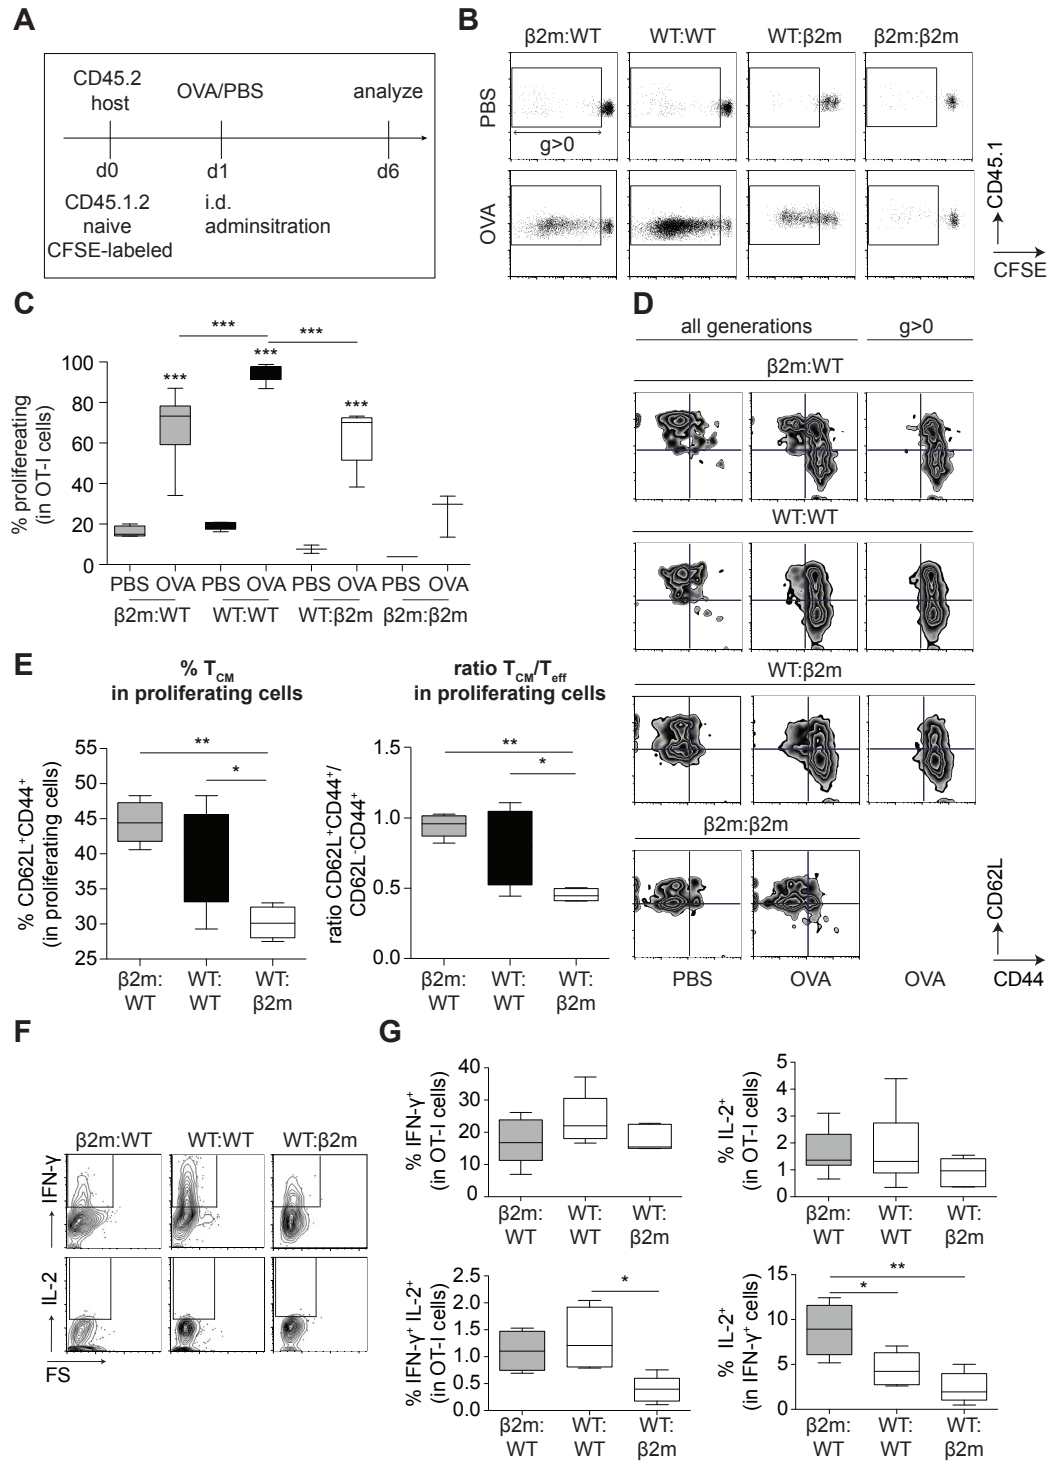 A
CD45.2
host
OVA/PBS
analyze
d0
d1
d6
CD45.1.2
naive
CFSE-labeled
i.d.
adminsitration
B
β2m:WT
WT:WT
WT:β2m
β2m:β2m
PBS
g>0
OVA
CD45.1
CFSE
C
% prolifereating
(in OT-I cells)
***
***
***
***
***
100
80
60
40
20
0
PBS OVA PBS OVA PBS OVA PBS OVA
β2m:WT
WT:WT
WT:β2m
β2m:β2m
D
all generations
g>0
β2m:WT
WT:WT
WT:β2m
β2m:β2m
PBS
OVA
OVA
CD62L
CD44
E
% TCM
in proliferating cells
% CD62L⁺CD44⁺
(in proliferating cells)
**
*
55
50
45
40
35
30
25
β2m:
WT
WT:
WT
WT:
β2m
ratio TCM/Teff
in proliferating cells
ratio CD62L⁺CD44⁺/
CD62L⁻CD44⁺
**
*
1.5
1.0
0.5
0.0
β2m:
WT
WT:
WT
WT:
β2m
F
β2m:WT
WT:WT
WT:β2m
IFN-γ
IL-2
FS
G
% IFN-γ⁺
(in OT-I cells)
40
30
20
10
0
β2m:
WT
WT:
WT
WT:
β2m
% IL-2⁺
(in OT-I cells)
5
4
3
2
1
0
β2m:
WT
WT:
WT
WT:
β2m
% IFN-γ⁺ IL-2⁺
(in OT-I cells)
*
2.5
2.0
1.5
1.0
0.5
0.0
β2m:
WT
WT:
WT
WT:
β2m
% IL-2⁺
(in IFN-γ⁺ cells)
**
*
15
10
5
0
β2m:
WT
WT:
WT
WT:
β2m